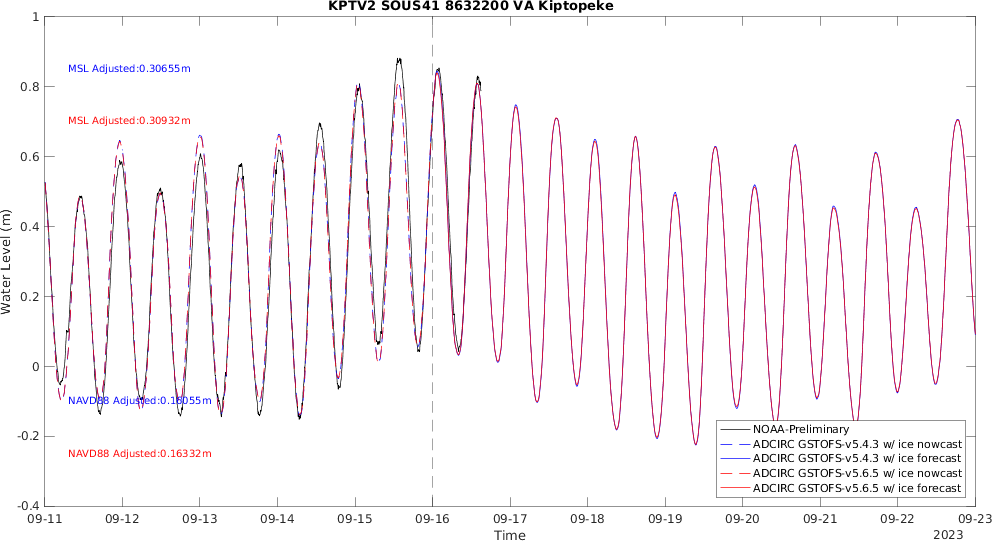 KPTV2 SOUS41 8632200 VA Kiptopeke
1
0.8
0.6
0.4
0.2
0
-0.2
-0.4
Water Level (m)
MSL Adjusted:0.30655m
MSL Adjusted:0.30932m
NAVD88 Adjusted:0.16055m
NAVD88 Adjusted:0.16332m
NOAA-Preliminary
ADCIRC GSTOFS-v5.4.3 w/ ice nowcast
ADCIRC GSTOFS-v5.4.3 w/ ice forecast
ADCIRC GSTOFS-v5.6.5 w/ ice nowcast
ADCIRC GSTOFS-v5.6.5 w/ ice forecast
09-11 09-12 09-13 09-14 09-15 09-16 09-17 09-18 09-19 09-20 09-21 09-22 09-23
Time
2023